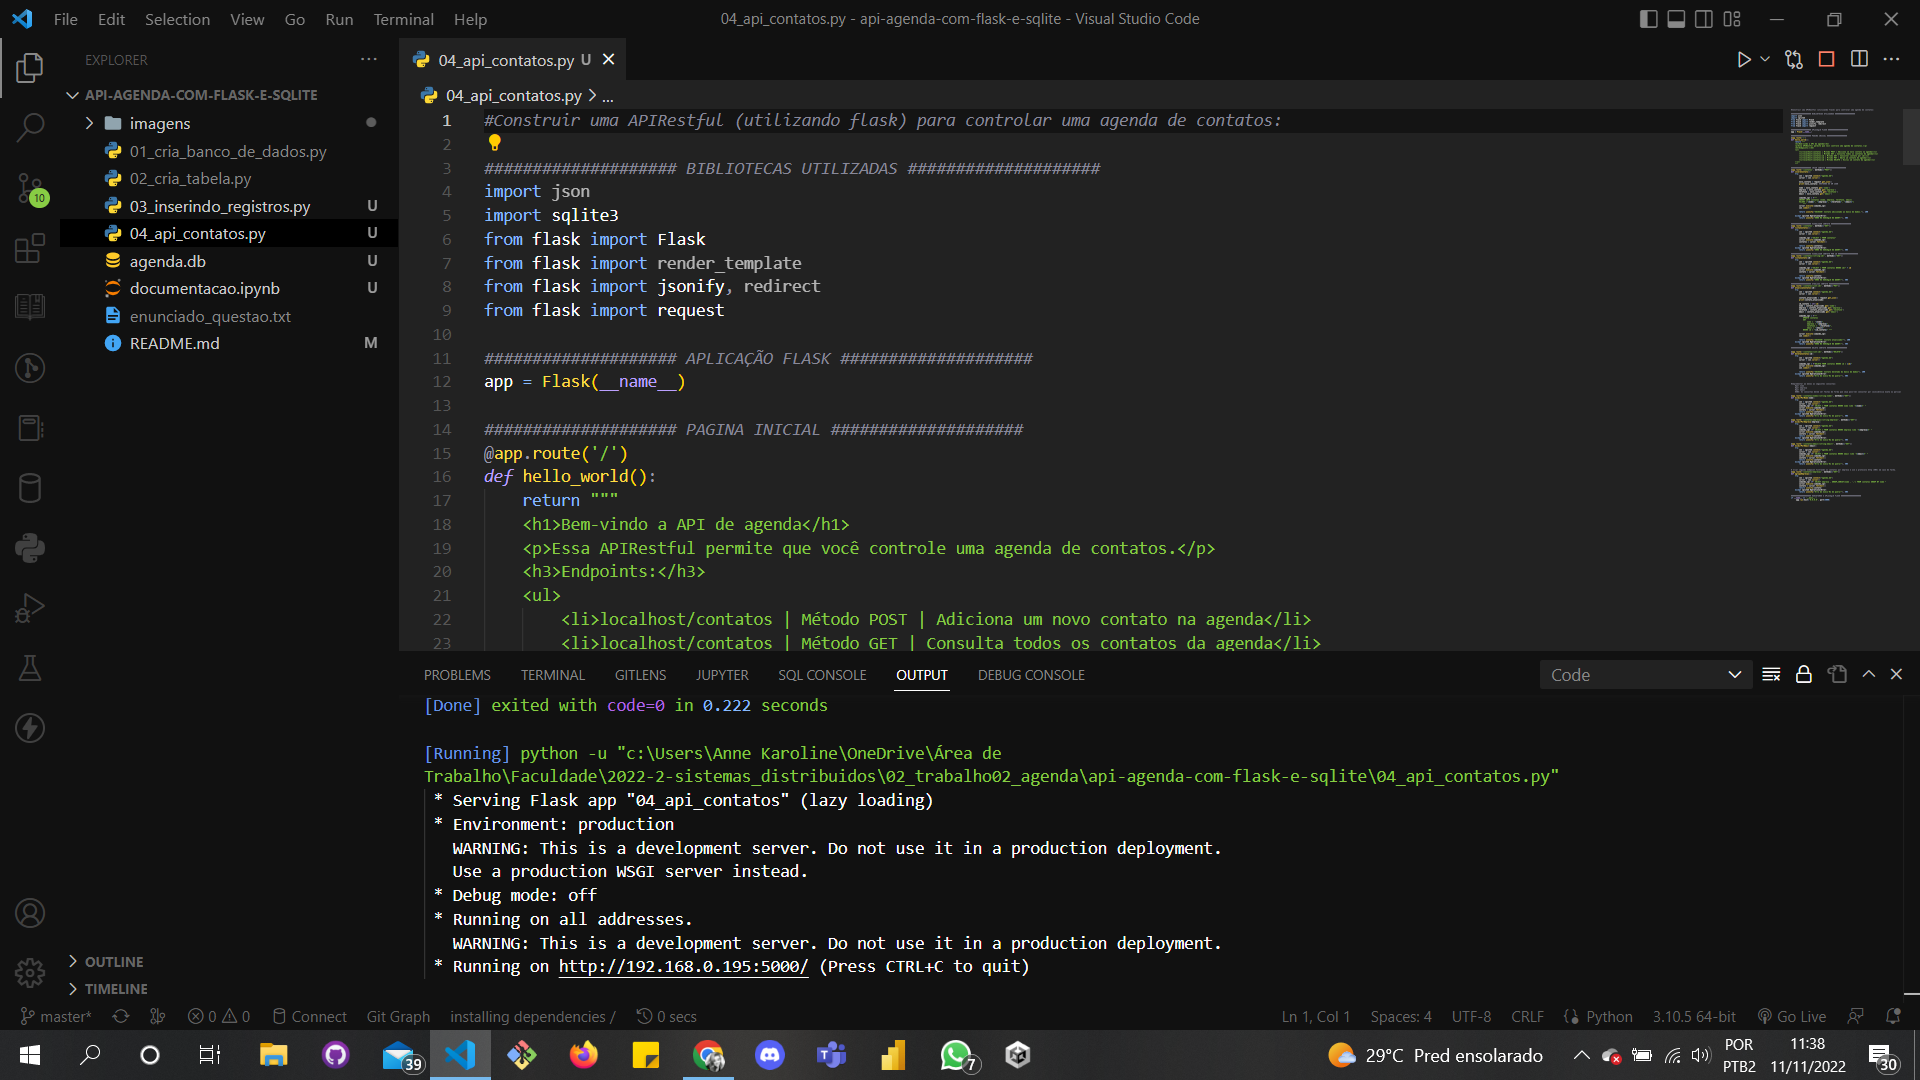 File Edit Selection View Go Run Terminal Help
04_api_contatos.py - api-agenda-com-flask-e-sqlite - Visual Studio Code
EXPLORER
API-AGENDA-COM-FLASK-E-SQLITE
imagens
01_cria_banco_de_dados.py
02_cria_tabela.py
03_inserindo_registros.py U
04_api_contatos.py U
agenda.db U
documentacao.ipynb U
enunciado_questao.txt
README.md M
10
OUTLINE
TIMELINE
04_api_contatos.py U
04_api_contatos.py > ...
1 #Construir uma APIRestful (utilizando flask) para controlar uma agenda de contatos:
2
3 #################### BIBLIOTECAS UTILIZADAS ####################
4 import json
5 import sqlite3
6 from flask import Flask
7 from flask import render_template
8 from flask import jsonify, redirect
9 from flask import request
10
11 #################### APLICAÇÃO FLASK ####################
12 app = Flask(__name__)
13
14 #################### PAGINA INICIAL ####################
15 @app.route('/')
16 def hello_world():
17 return """
18 <h1>Bem-vindo a API de agenda</h1>
19 <p>Essa APIRestful permite que você controle uma agenda de contatos.</p>
20 <h3>Endpoints:</h3>
21 <ul>
22 <li>localhost/contatos | Método POST | Adiciona um novo contato na agenda</li>
23 <li>localhost/contatos | Método GET | Consulta todos os contatos da agenda</li>
PROBLEMS TERMINAL GITLENS JUPYTER SQL CONSOLE OUTPUT DEBUG CONSOLE
Code
[Done] exited with code=0 in 0.222 seconds
[Running] python -u "c:\Users\Anne Karoline\OneDrive\Área de
Trabalho\Faculdade\2022-2-sistemas_distribuidos\02_trabalho02_agenda\api-agenda-com-flask-e-sqlite\04_api_contatos.py"
* Serving Flask app "04_api_contatos" (lazy loading)
* Environment: production
WARNING: This is a development server. Do not use it in a production deployment.
Use a production WSGI server instead.
* Debug mode: off
* Running on all addresses.
WARNING: This is a development server. Do not use it in a production deployment.
* Running on http://192.168.0.195:5000/ (Press CTRL+C to quit)
master* 0 0 Connect Git Graph installing dependencies / 0 secs
Ln 1, Col 1 Spaces: 4 UTF-8 CRLF Python 3.10.5 64-bit Go Live
39
7
29°C Pred ensolarado
POR
PTB2
11:38
11/11/2022
30